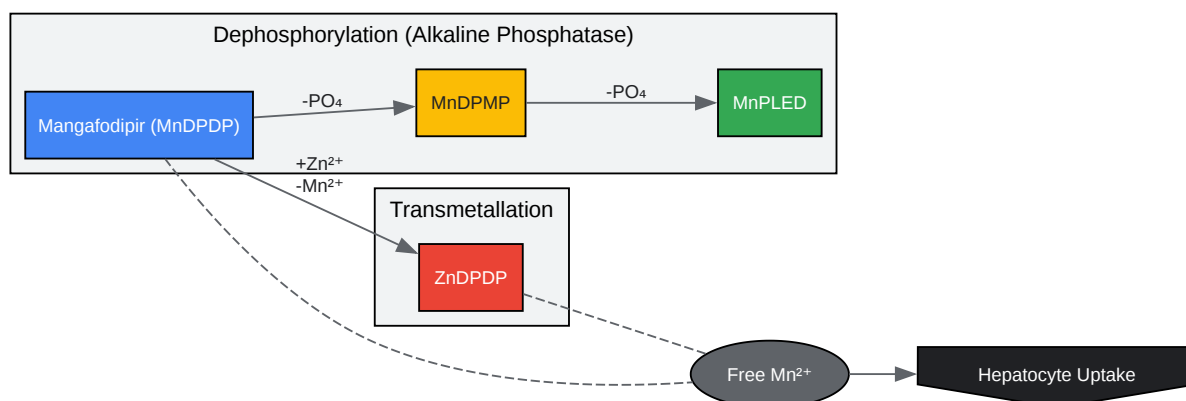 Dephosphorylation (Alkaline Phosphatase)
Mangafodipir (MnDPDP)
-PO₄
MnDPMP
-PO₄
MnPLED
+Zn²⁺
-Mn²⁺
Transmetallation
ZnDPDP
Free Mn²⁺
Hepatocyte Uptake